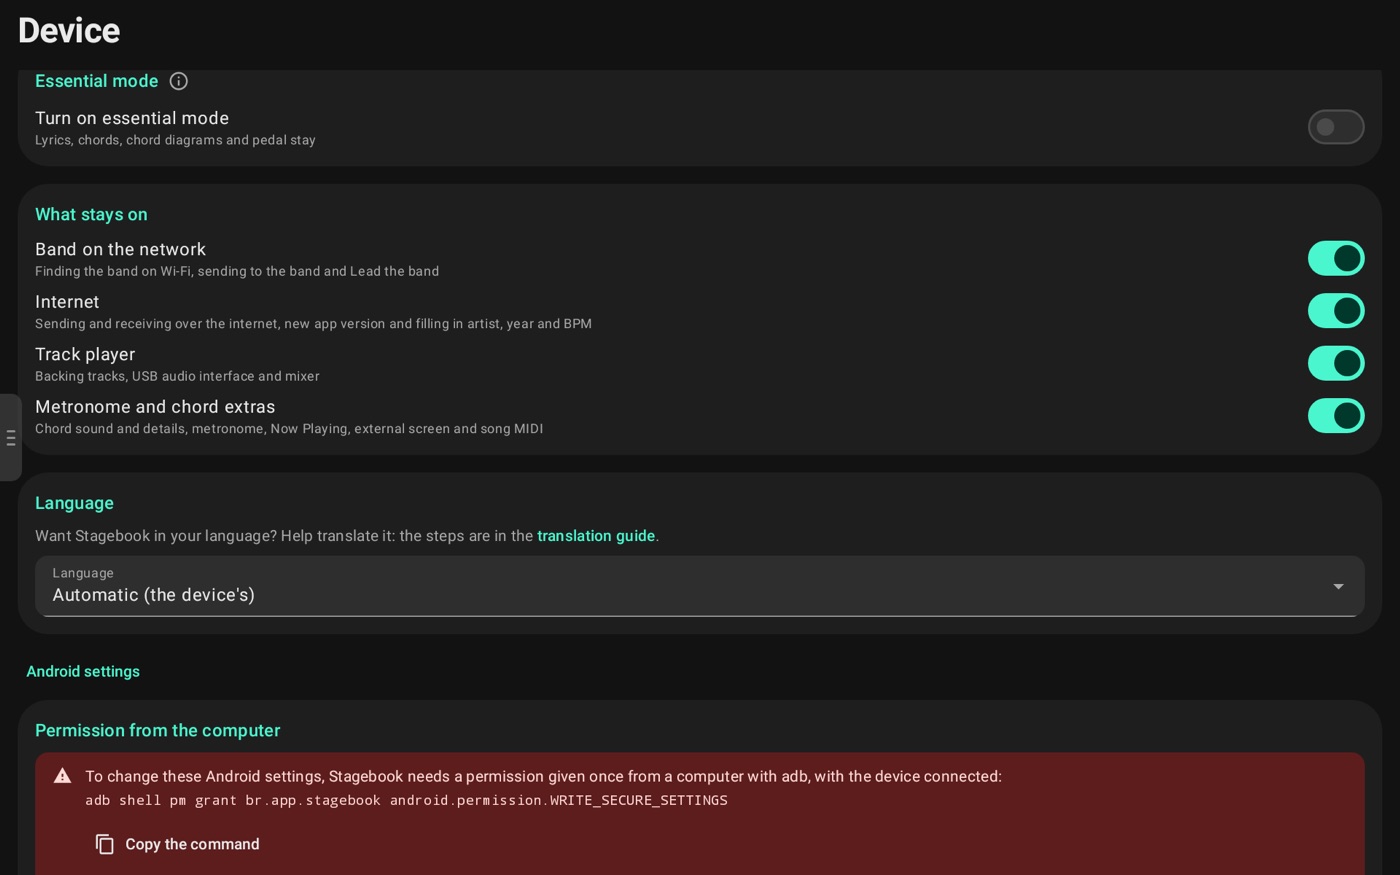 Device
Essential mode
Turn on essential mode
Lyrics, chords, chord diagrams and pedal stay
What stays on
Band on the network
Finding the band on Wi-Fi, sending to the band and Lead the band
Internet
Sending and receiving over the internet, new app version and filling in artist, year and BPM
Track player
Backing tracks, USB audio interface and mixer
Metronome and chord extras
Chord sound and details, metronome, Now Playing, external screen and song MIDI
Language
Want Stagebook in your language? Help translate it: the steps are in the translation guide.
Language
Automatic (the device's)
Android settings
Permission from the computer
To change these Android settings, Stagebook needs a permission given once from a computer with adb, with the device connected:
adb shell pm grant br.app.stagebook android.permission.WRITE_SECURE_SETTINGS
Copy the command